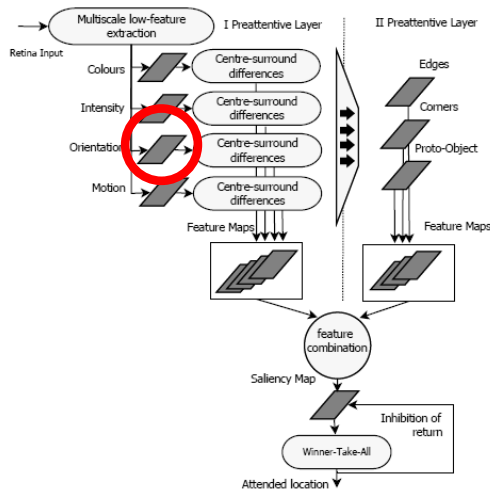 Multiscale low-feature
extraction
I Preattentive Layer
II Preattentive Layer
Retina Input
Colours
Centre-surround
differences
Edges
Intensity
Centre-surround
differences
Corners
Orientation
Centre-surround
differences
Proto-Object
Motion
Centre-surround
differences
Feature Maps
Feature Maps
feature
combination
Saliency Map
Inhibition of
return
Winner-Take-All
Attended location